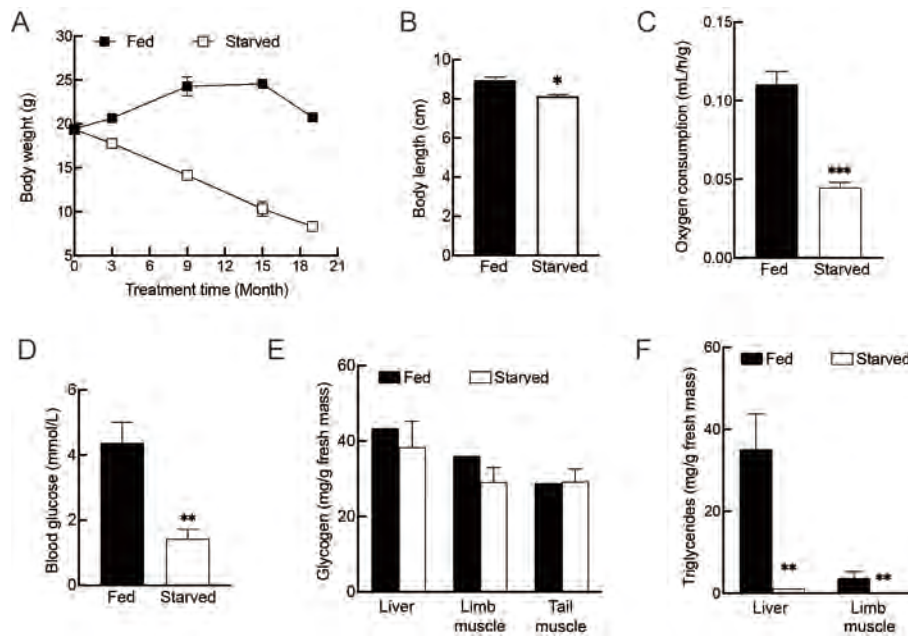 A
Fed
Starved
Body weight (g)
30
25
20
15
10
5
0 3 6 9 12 15 18 21
Treatment time (Month)
B
Body length (cm)
10
8
6
4
2
0
*
Fed Starved
C
Oxygen consumption (mL/h/g)
0.15
0.10
0.05
0.00
***
Fed Starved
D
Blood glucose (mmol/L)
6
4
2
0
**
Fed Starved
E
Fed Starved
Glycogen (mg/g fresh mass)
60
40
20
0
Liver Limb muscle Tail muscle
F
Fed Starved
Triglycerides (mg/g fresh mass)
60
40
20
0
** **
Liver Limb muscle